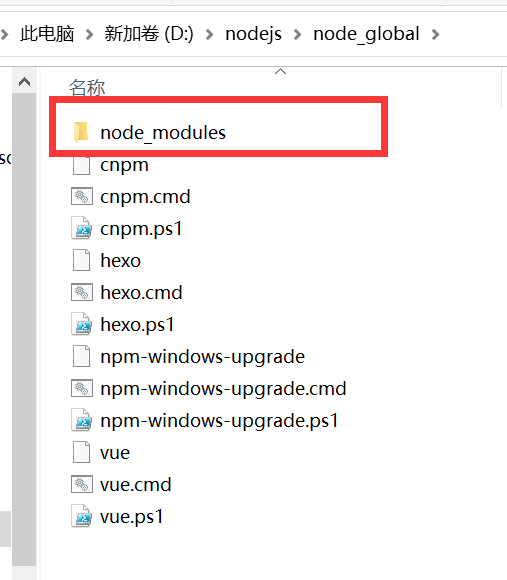 此电脑 新加卷 (D:) nodejs node_global
名称
node_modules
cnpm
cnpm.cmd
cnpm.ps1
hexo
hexo.cmd
hexo.ps1
npm-windows-upgrade
npm-windows-upgrade.cmd
npm-windows-upgrade.ps1
vue
vue.cmd
vue.ps1